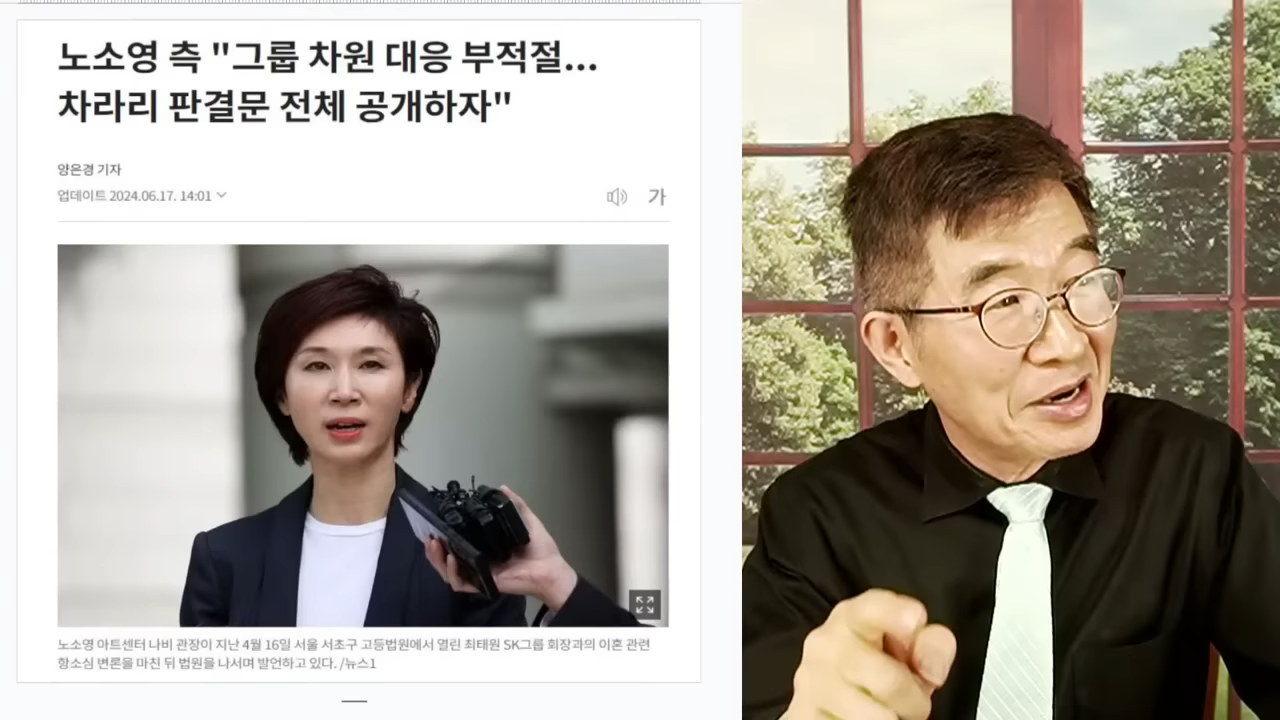 노소영 측 "그룹 차원 대응 부적절...
차라리 판결문 전체 공개하자"
양은경 기자
업데이트 2024.06.17. 14:01
가
노소영 아트센터 나비 관장이 지난 4월 16일 서울 서초구 고등법원에서 열린 최태원 SK그룹 회장과의 이혼 관련
항소심 변론을 마친 뒤 법원을 나서며 발언하고 있다. /뉴스1